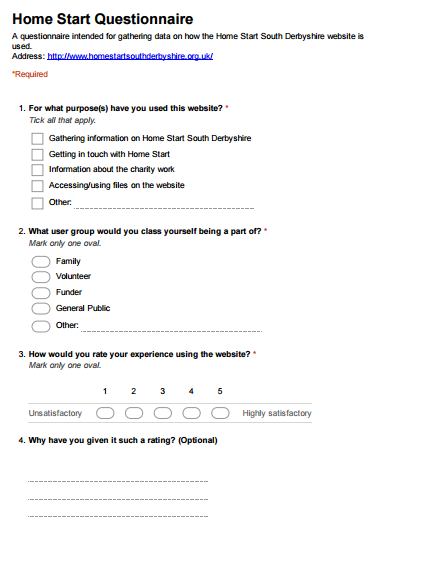 Home Start Questionnaire
A questionnaire intended for gathering data on how the Home Start South Derbyshire website is
used.
Address: http://www.homestartsouthderbyshire.org.uk/
*Required
1. For what purpose(s) have you used this website? *
Tick all that apply.
Gathering information on Home Start South Derbyshire
Getting in touch with Home Start
Information about the charity work
Accessing/using files on the website
Other:
2. What user group would you class yourself being a part of? *
Mark only one oval.
Family
Volunteer
Funder
General Public
Other:
3. How would you rate your experience using the website? *
Mark only one oval.
1 2 3 4 5
Unsatisfactory Highly satisfactory
4. Why have you given it such a rating? (Optional)